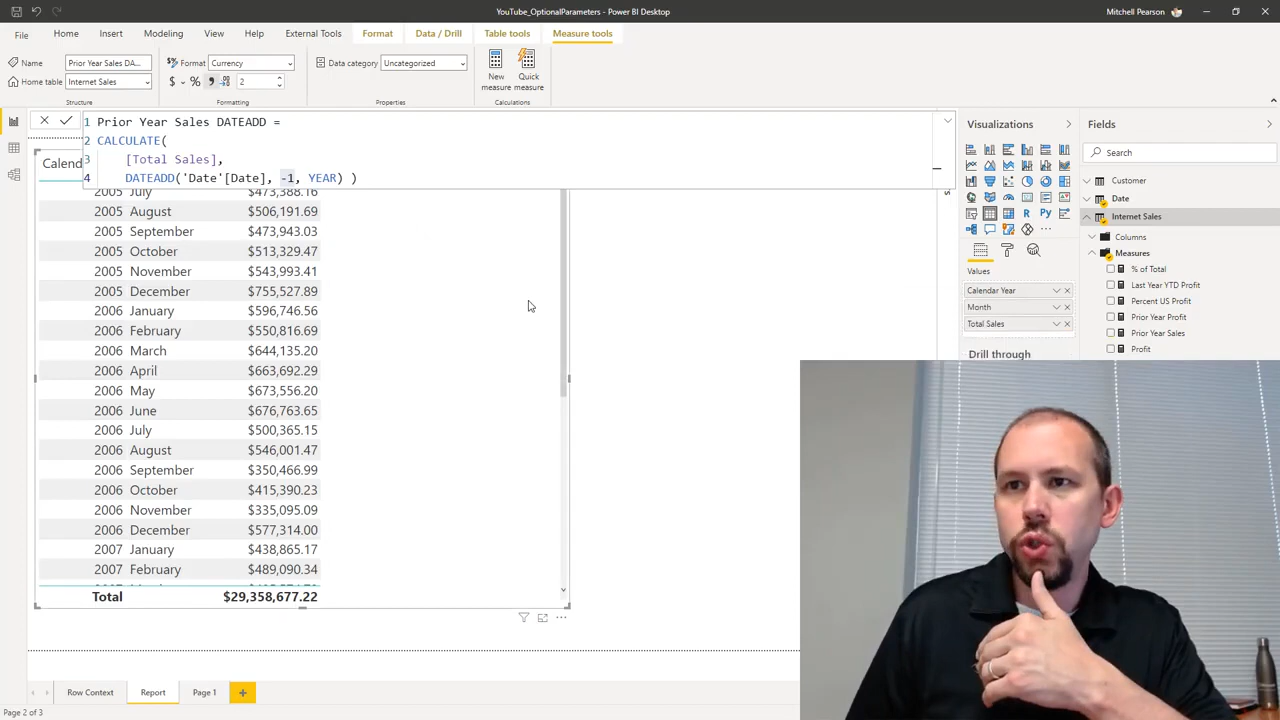 YouTube_OptionalParameters - Power BI Desktop
Mitchell Pearson
File
Home
Insert
Modeling
View
Help
External Tools
Format
Data / Drill
Table tools
Measure tools
Name
Prior Year Sales DA...
Home table
Internet Sales
Structure
Format
Currency
$
%
2
Formatting
Data category
Uncategorized
Properties
New measure
Quick measure
Calculations
1 Prior Year Sales DATEADD =
2 CALCULATE(
3 [Total Sales],
4 DATEADD('Date'[Date], -1, YEAR) )
Calend
2005 July $473,388.16
2005 August $506,191.69
2005 September $473,943.03
2005 October $513,329.47
2005 November $543,993.41
2005 December $755,527.89
2006 January $596,746.56
2006 February $550,816.69
2006 March $644,135.20
2006 April $663,692.29
2006 May $673,556.20
2006 June $676,763.65
2006 July $500,365.15
2006 August $546,001.47
2006 September $350,466.99
2006 October $415,390.23
2006 November $335,095.09
2006 December $577,314.00
2007 January $438,865.17
2007 February $489,090.34
Total $29,358,677.22
Visualizations
R
Py
Values
Calendar Year
Month
Total Sales
Drill through
Fields
Search
Customer
Date
Internet Sales
Columns
Measures
% of Total
Last Year YTD Profit
Percent US Profit
Prior Year Profit
Prior Year Sales
Profit
Row Context
Report
Page 1
Page 2 of 3